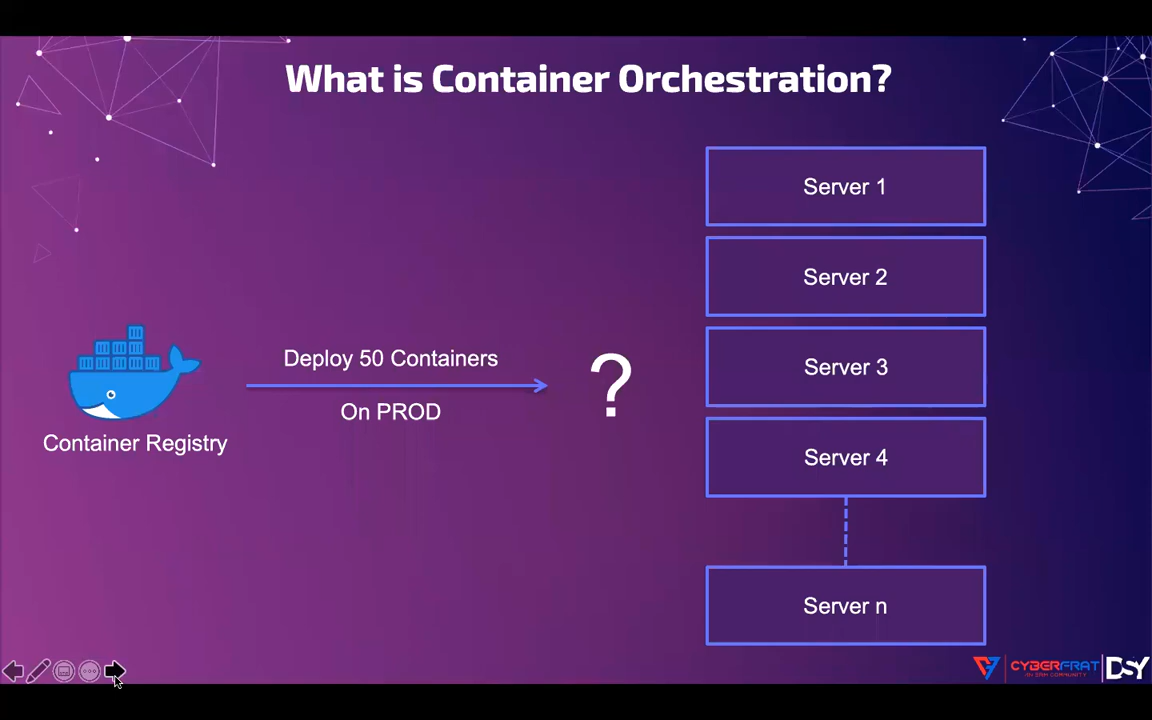 What is Container Orchestration?
Server 1
Server 2
Server 3
Server 4
Server n
Deploy 50 Containers
On PROD
?
Container Registry
CYBERFRAT
DSY